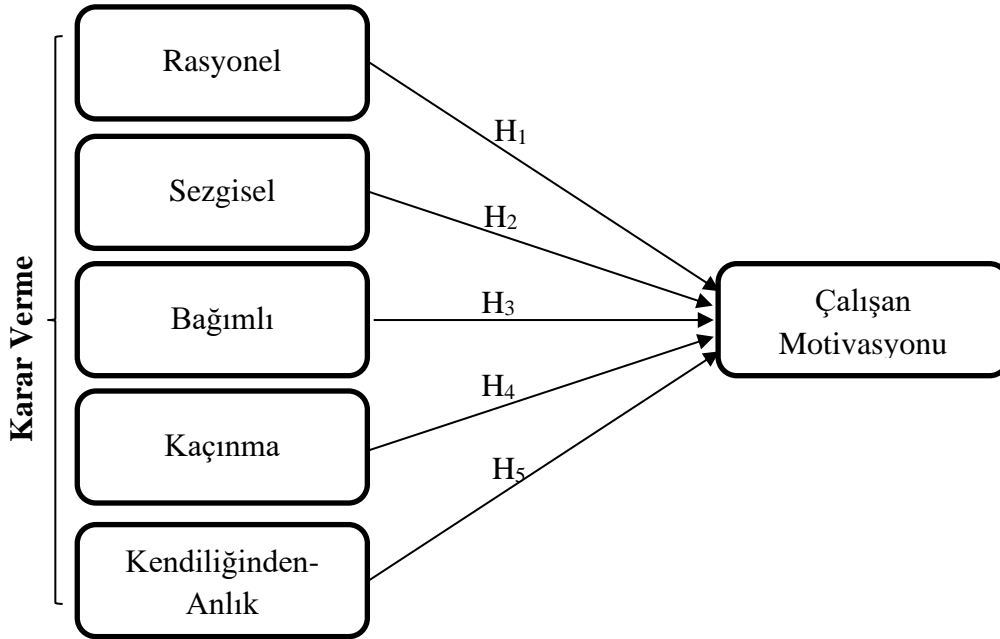 Karar Verme
Rasyonel
Sezgisel
Bağımlı
Kaçınma
Kendiliğinden-
Anlık
H₁
H₂
H₃
H₄
H₅
Çalışan
Motivasyonu